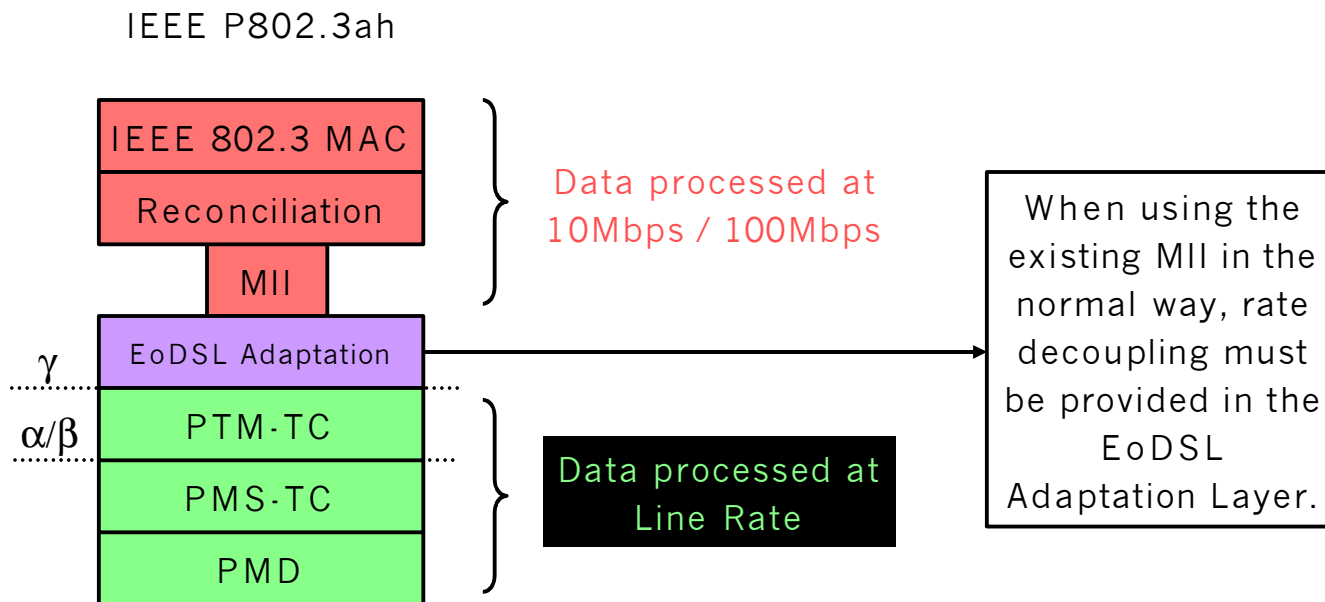 IEEE P802.3ah
IEEE 802.3 MAC
Reconciliation
MII
EoDSL Adaptation
γ
PTM-TC
α/β
PMS-TC
PMD
Data processed at
10Mbps / 100Mbps
Data processed at
Line Rate
When using the
existing MII in the
normal way, rate
decoupling must
be provided in the
EoDSL
Adaptation Layer.